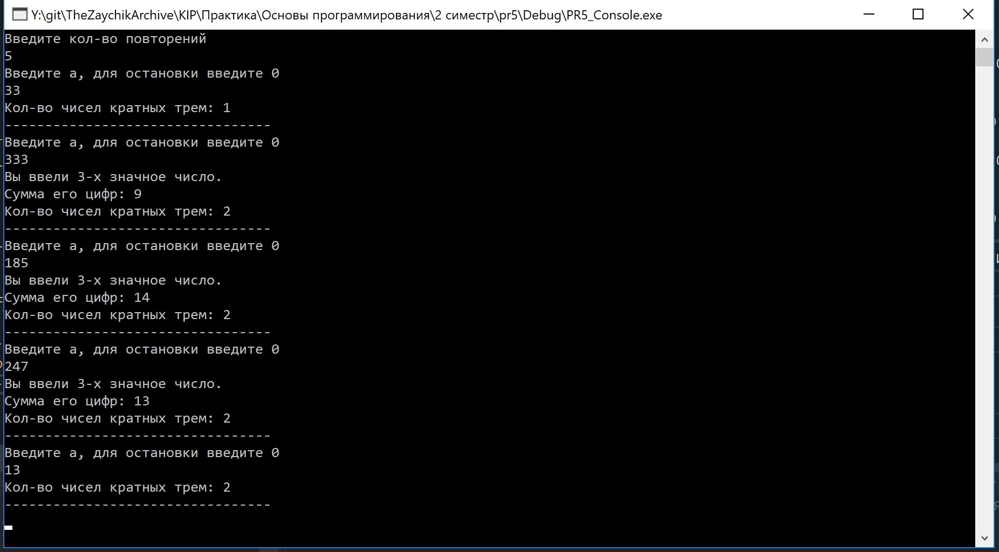 Y:\git\TheZaychikArchive\KIP\Практика\Основы программирования\2 симестр\pr5\Debug\PR5_Console.exe
Введите кол-во повторений
5
Введите а, для остановки введите 0
33
Кол-во чисел кратных трем: 1
---------------------------------
Введите а, для остановки введите 0
333
Вы ввели 3-х значное число.
Сумма его цифр: 9
Кол-во чисел кратных трем: 2
---------------------------------
Введите а, для остановки введите 0
185
Вы ввели 3-х значное число.
Сумма его цифр: 14
Кол-во чисел кратных трем: 2
---------------------------------
Введите а, для остановки введите 0
247
Вы ввели 3-х значное число.
Сумма его цифр: 13
Кол-во чисел кратных трем: 2
---------------------------------
Введите а, для остановки введите 0
13
Кол-во чисел кратных трем: 2
---------------------------------